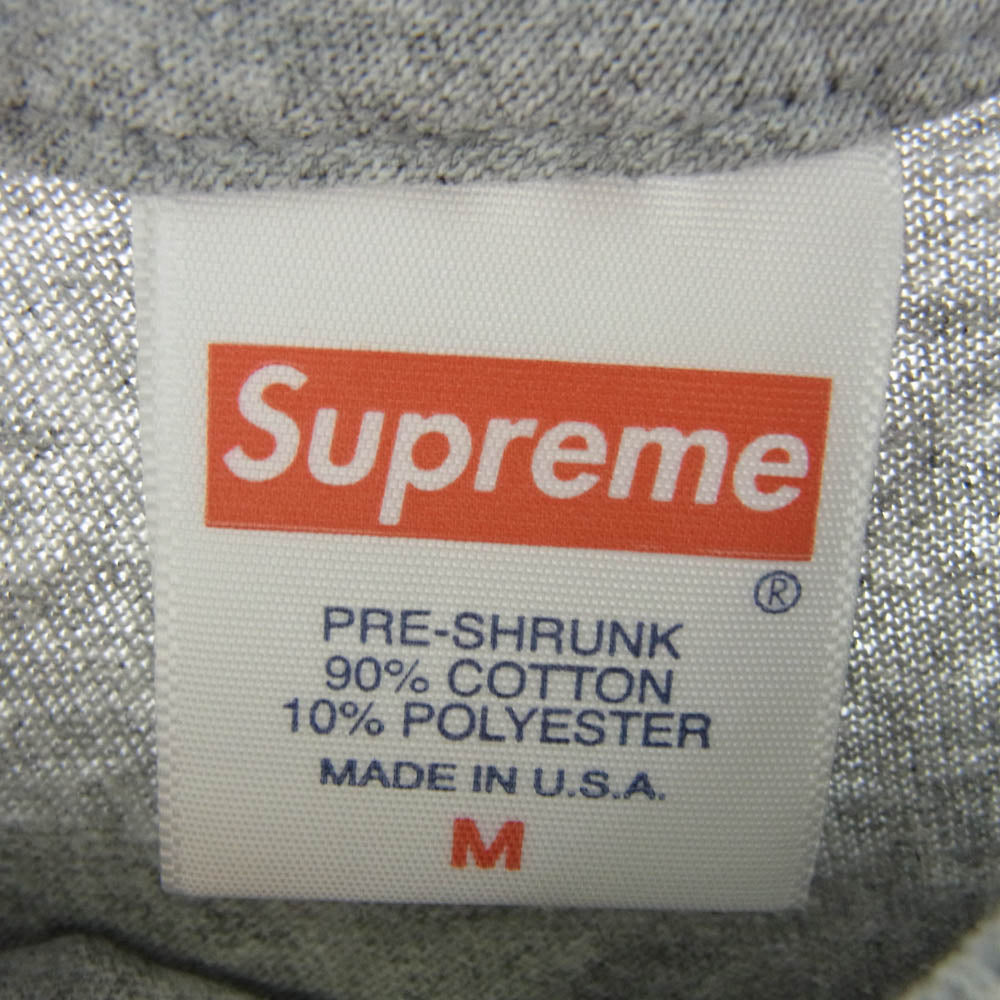 Supreme
®
PRE-SHRUNK
90% COTTON
10% POLYESTER
MADE IN U.S.A.
M